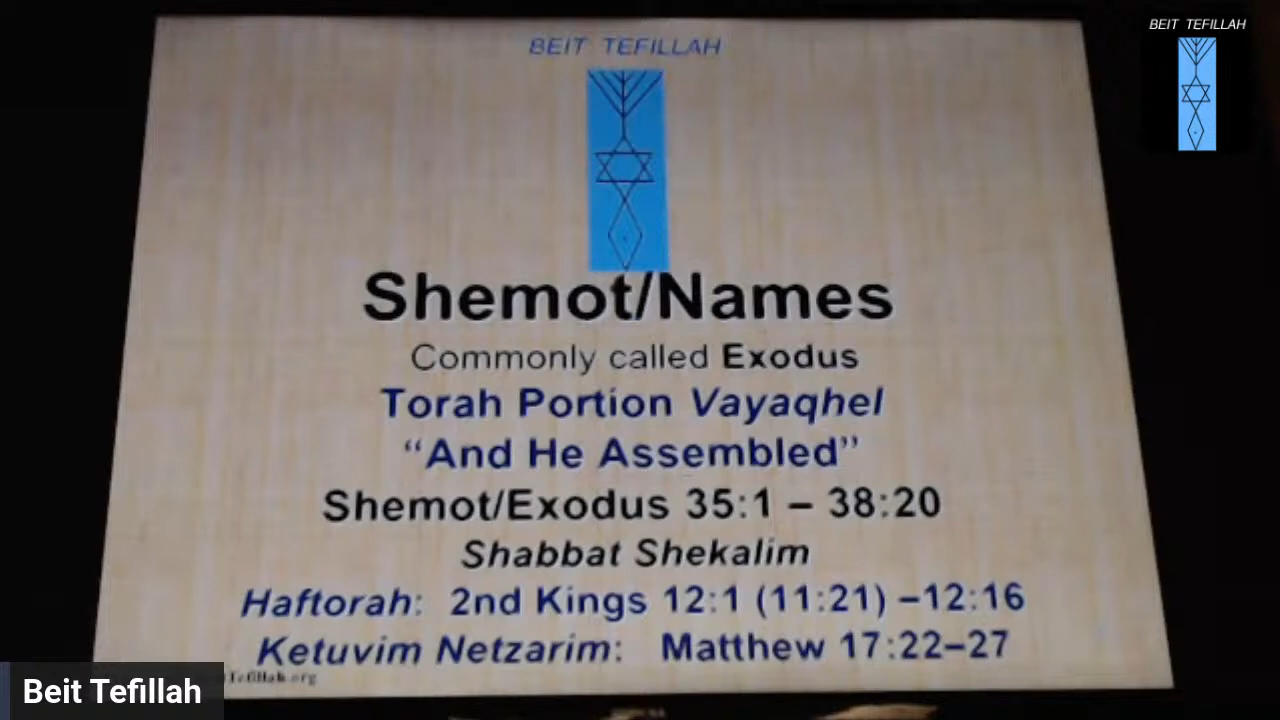 BEIT TEFILLAH
BEIT TEFILLAH
Shemot/Names
Commonly called Exodus
Torah Portion Vayaqhel
“And He Assembled”
Shemot/Exodus 35:1 – 38:20
Shabbat Shekalim
Haftorah: 2nd Kings 12:1 (11:21) –12:16
Ketuvim Netzarim: Matthew 17:22–27
Tefillah.org
Beit Tefillah